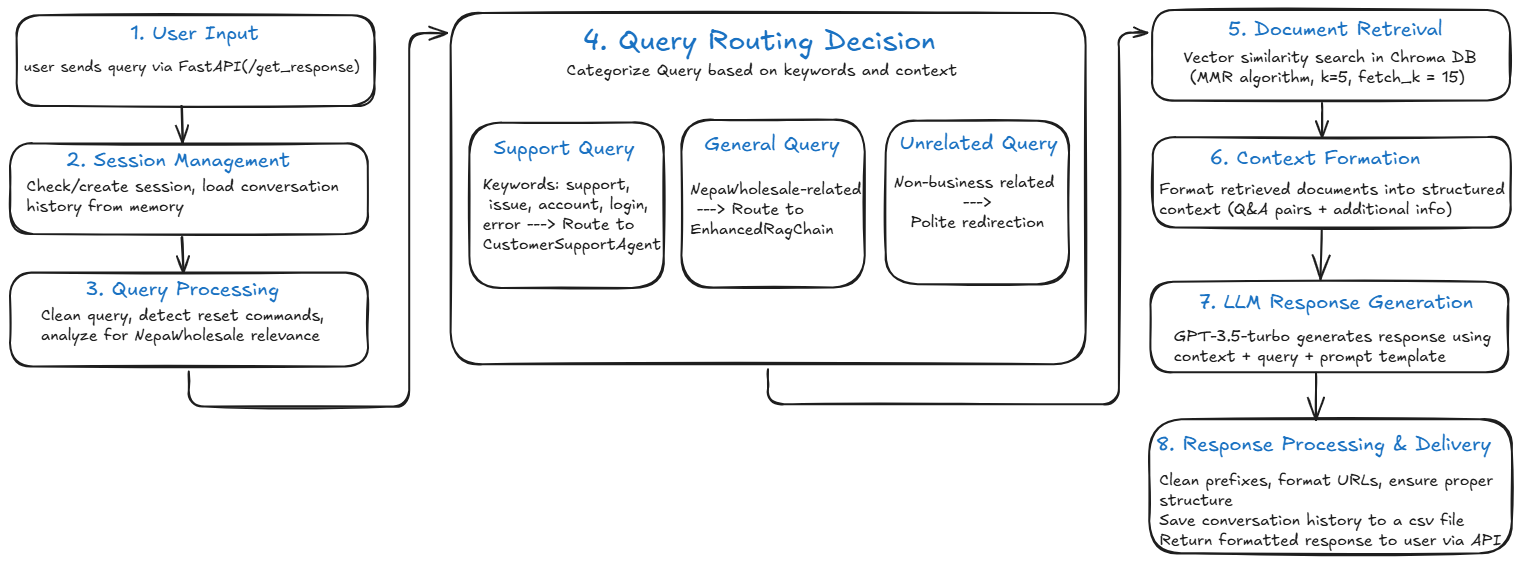 1. User Input
user sends query via FastAPI(/get_response)
2. Session Management
Check/create session, load conversation
history from memory
3. Query Processing
Clean query, detect reset commands,
analyze for NepaWholesale relevance
4. Query Routing Decision
Categorize Query based on keywords and context
Support Query
Keywords: support,
issue, account, login,
error ---> Route to
CustomerSupportAgent
General Query
NepaWholesale-related
---> Route to
EnhancedRagChain
Unrelated Query
Non-business related
--->
Polite redirection
5. Document Retreival
Vector similarity search in Chroma DB
(MMR algorithm, k=5, fetch_k = 15)
6. Context Formation
Format retrieved documents into structured
context (Q&A pairs + additional info)
7. LLM Response Generation
GPT-3.5-turbo generates response using
context + query + prompt template
8. Response Processing & Delivery
Clean prefixes, format URLs, ensure proper
structure
Save conversation history to a csv file
Return formatted response to user via API